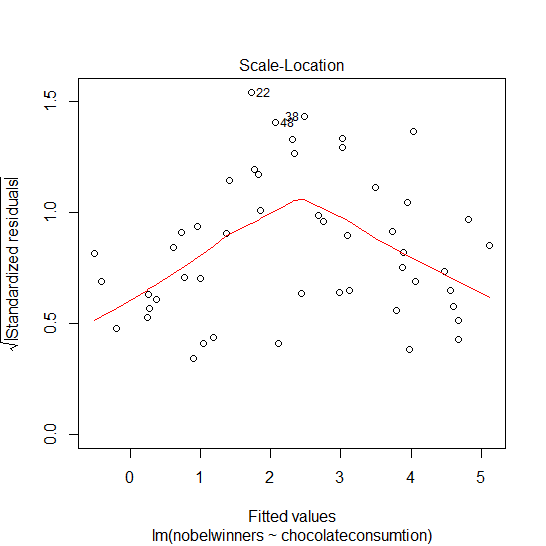 Scale-Location
√|Standardized residuals|
1.5
1.0
0.5
0.0
22
38
48
0 1 2 3 4 5
Fitted values
lm(nobelwinners ~ chocolateconsumtion)